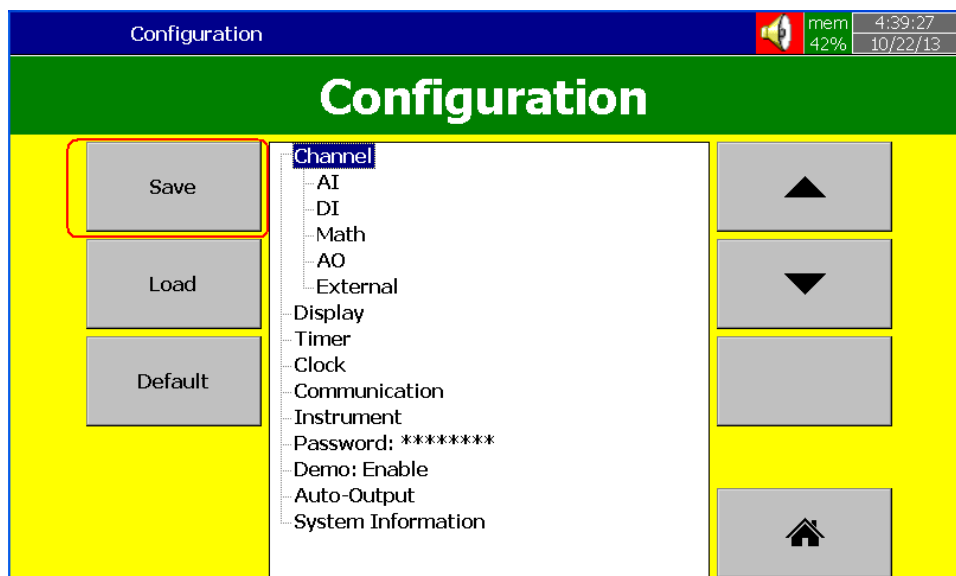 Configuration
mem
42%
4:39:27
10/22/13
Configuration
Save
Load
Default
Channel
AI
DI
Math
AO
External
Display
Timer
Clock
Communication
Instrument
Password: ********
Demo: Enable
Auto-Output
System Information